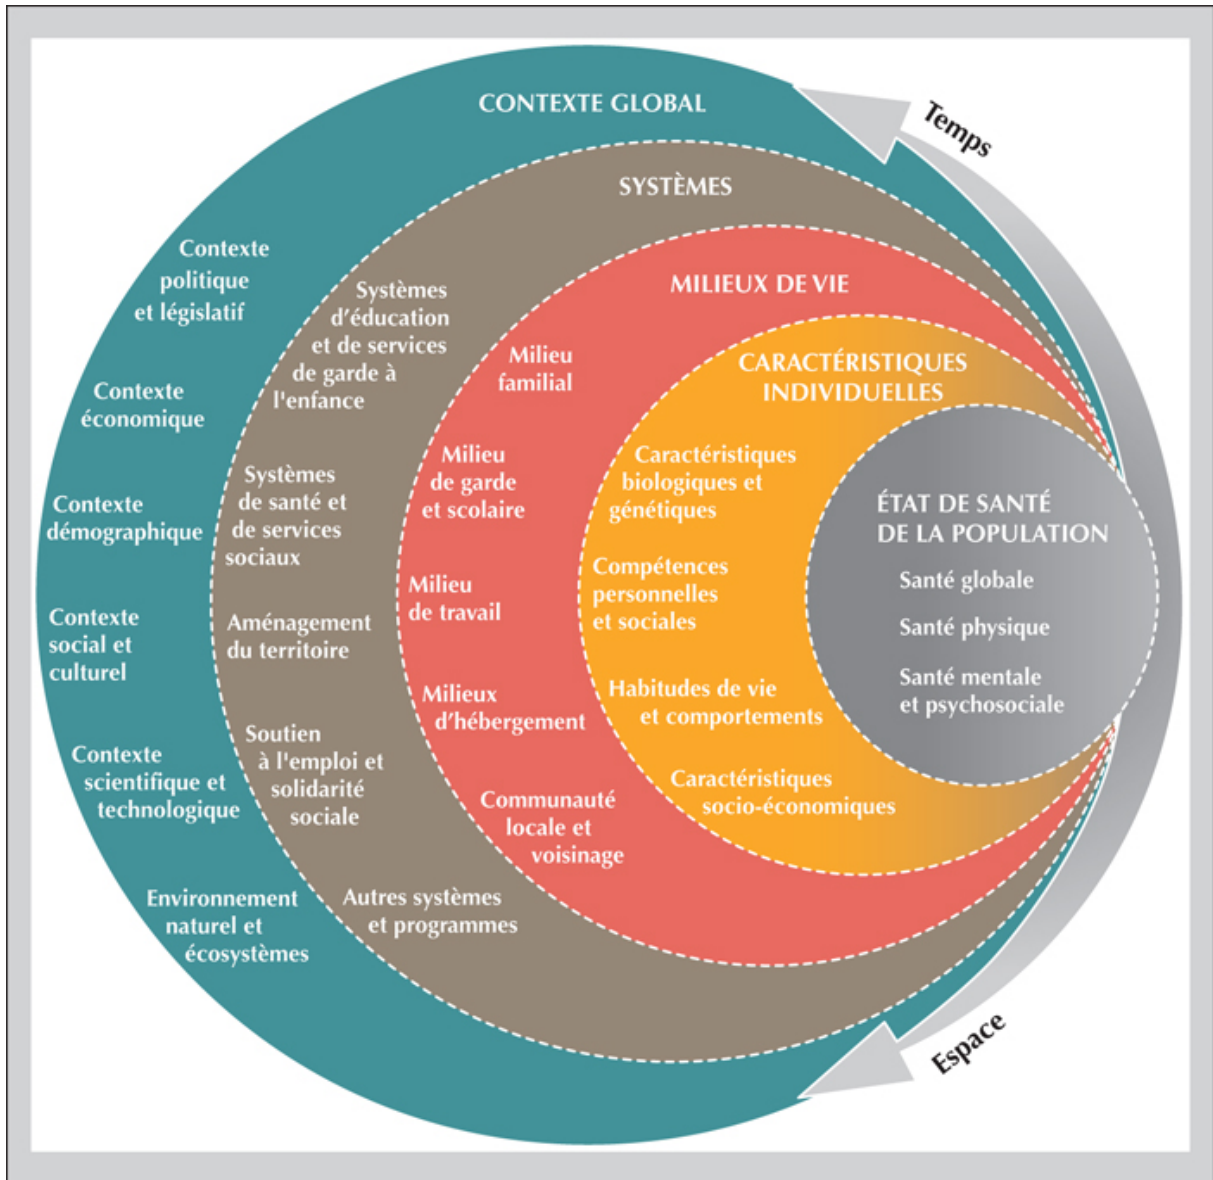 CONTEXTE GLOBAL
Temps
SYSTÈMES
MILIEUX DE VIE
CARACTÉRISTIQUES
INDIVIDUELLES
ÉTAT DE SANTÉ
DE LA POPULATION
Santé globale
Santé physique
Santé mentale
et psychosociale
Contexte
politique
et législatif
Contexte
économique
Contexte
démographique
Contexte
social et
culturel
Contexte
scientifique et
technologique
Environnement
naturel et
écosystèmes
Systèmes
d’éducation
et de services
de garde à
l'enfance
Systèmes
de santé et
de services
sociaux
Aménagement
du territoire
Soutien
à l'emploi et
solidarité
sociale
Autres systèmes
et programmes
Milieu
familial
Milieu
de garde
et scolaire
Milieu
de travail
Milieux
d’hébergement
Communauté
locale et
voisinage
Caractéristiques
biologiques et
génétiques
Compétences
personnelles
et sociales
Habitudes de vie
et comportements
Caractéristiques
socio-économiques
Espace